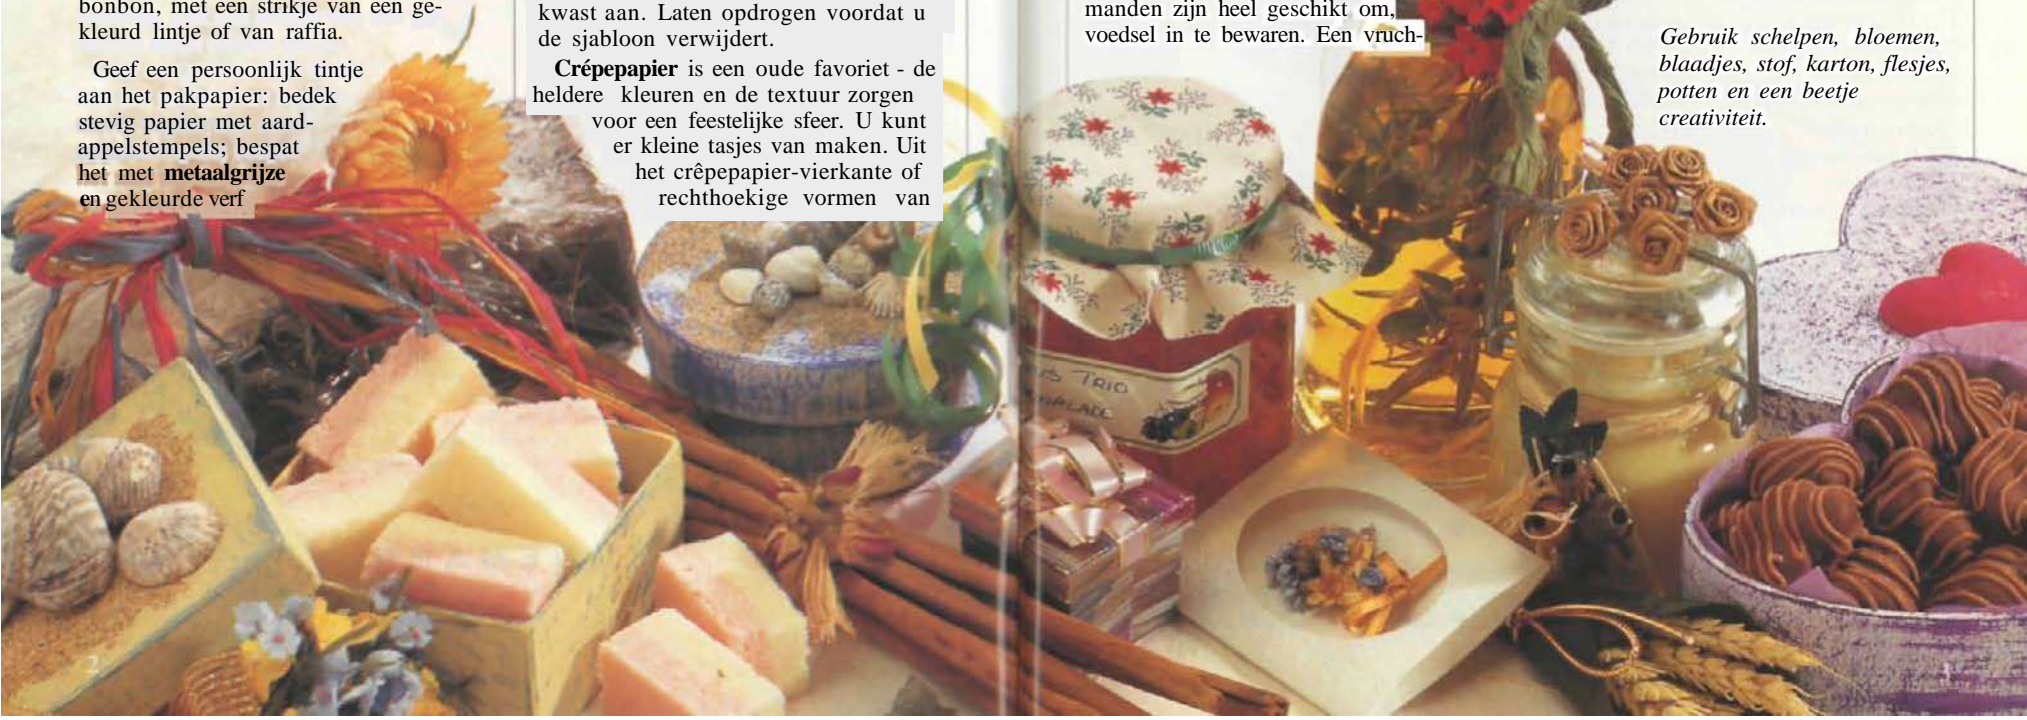 bonbon, met een strikje van een ge-
kleurd lintje of van raffia.
Geef een persoonlijk tintje
aan het pakpapier: bedek
stevig papier met aard-
appelstempels; bespat
het met metaalgrijze
en gekleurde verf
kwast aan. Laten opdrogen voordat u
de sjabloon verwijdert.
Crépepapier is een oude favoriet - de
heldere kleuren en de textuur zorgen
voor een feestelijke sfeer. U kunt
er kleine tasjes van maken. Uit
het crêpepapier-vierkante of
rechthoekige vormen van
manden zijn heel geschikt om,
voedsel in te bewaren. Een vruch-
Gebruik schelpen, bloemen,
blaadjes, stof, karton, flesjes,
potten en een beetje
creativiteit.
TRIO
2
3